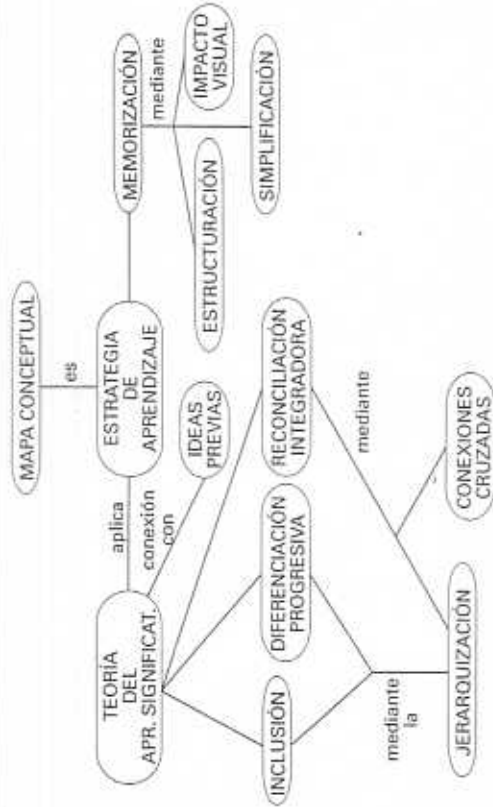 MAPA CONCEPTUAL
es
ESTRATEGIA
DE
APRENDIZAJE
aplica
TEORÍA
DEL
APR. SIGNIFICAT.
conexión
con
IDEAS
PREVIAS
MEMORIZACIÓN
mediante
ESTRUCTURACIÓN
IMPACTO
VISUAL
SIMPLIFICACIÓN
INCLUSIÓN
DIFERENCIACIÓN
PROGRESIVA
RECONCILIACIÓN
INTEGRADORA
mediante
la
mediante
JERARQUIZACIÓN
CONEXIONES
CRUZADAS